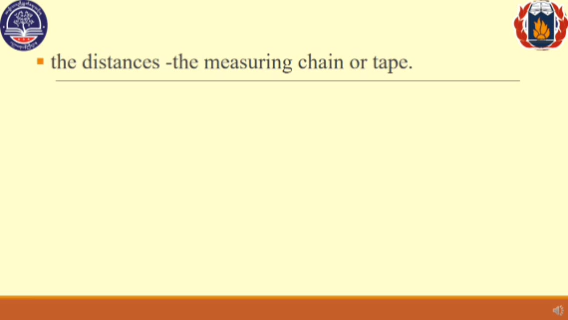 the distances -the measuring chain or tape.